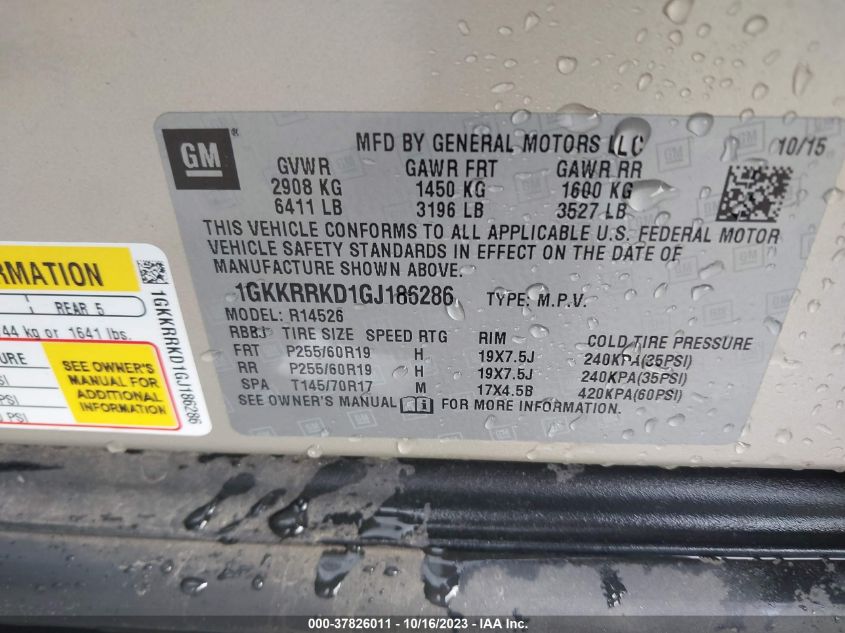 GM
MFD BY GENERAL MOTORS LLC 10/15
GVWR GAWR FRT GAWR RR
2908 KG 1450 KG 1600 KG
6411 LB 3196 LB 3527 LB
THIS VEHICLE CONFORMS TO ALL APPLICABLE U.S. FEDERAL MOTOR
VEHICLE SAFETY STANDARDS IN EFFECT ON THE DATE OF
MANUFACTURE SHOWN ABOVE.
1GKKRRKD1GJ186286 TYPE: M.P.V.
MODEL: R14526
RBBJ TIRE SIZE SPEED RTG RIM COLD TIRE PRESSURE
FRT P255/60R19 H 19X7.5J 240KPA(35PSI)
RR P255/60R19 H 19X7.5J 240KPA(35PSI)
SPA T145/70R17 M 17X4.5B 420KPA(60PSI)
SEE OWNER'S MANUAL FOR MORE INFORMATION.
REAR 5
44 kg or 1641 lbs.
SEE OWNER'S
MANUAL FOR
ADDITIONAL
INFORMATION
PSI
1GKKRRKD1GJ186286
000-37826011 - 10/16/2023 - IAA Inc.